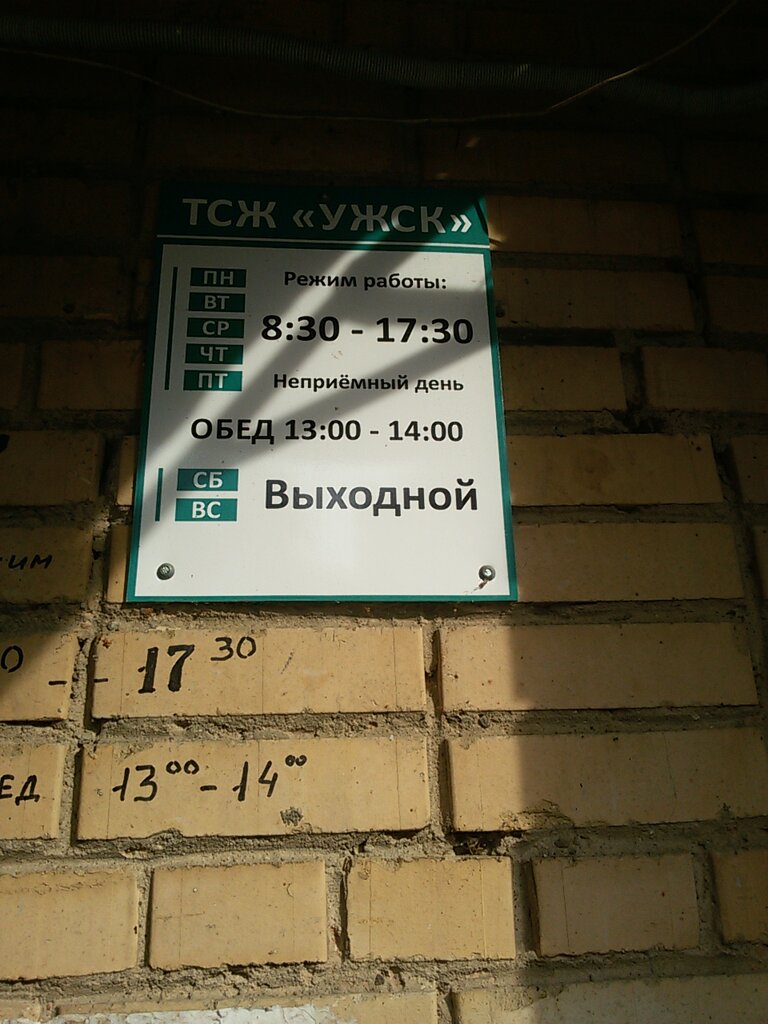 ТСЖ «УЖСК»
ПН Режим работы:
ВТ
СР 8:30 - 17:30
ЧТ
ПТ Неприёмный день
ОБЕД 13:00 - 14:00
СБ Выходной
ВС
- - 17 30
ЕД 13 00 - 14 00